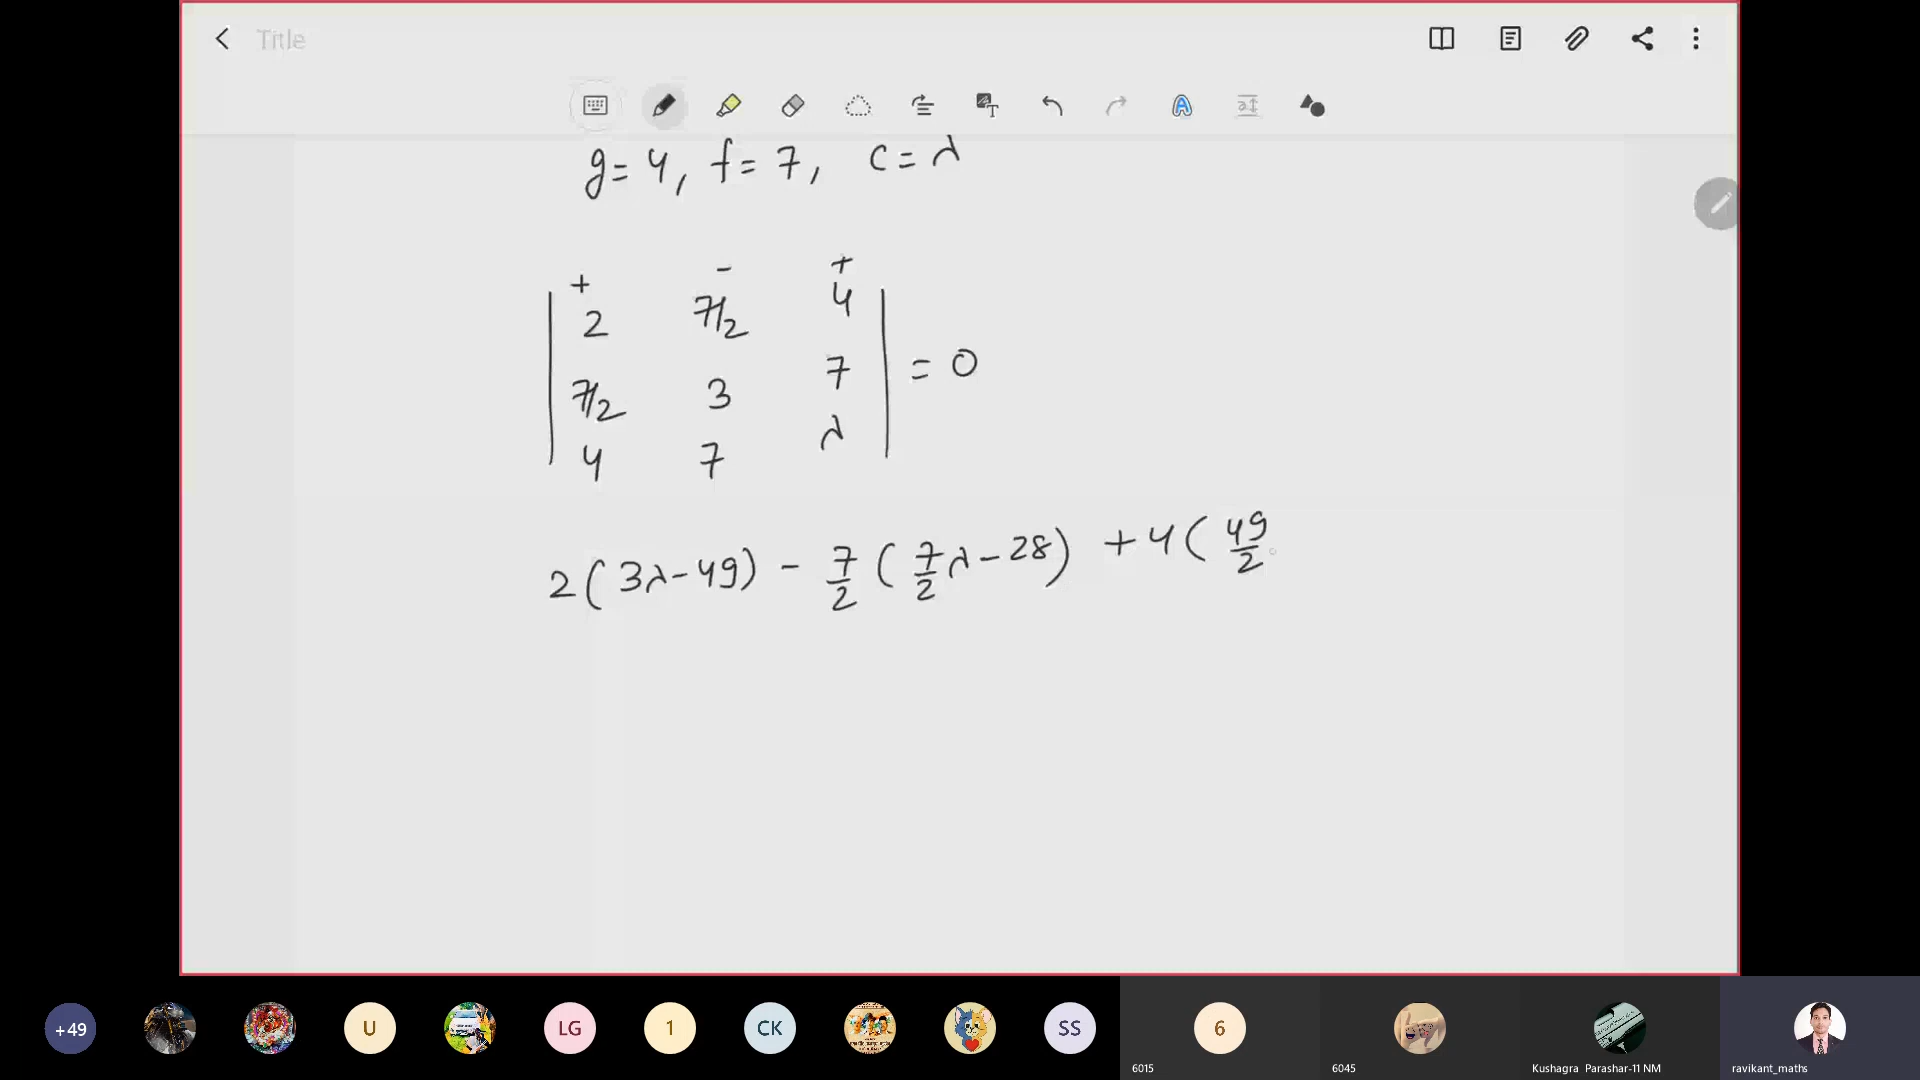 Title
g = 4, f = 7, c = λ
+ - +
2 7/2 4
7/2 3 7 = 0
4 7 λ
2(3λ-49) - 7/2 (7/2 λ - 28) + 4( 49/2
+49 U LG 1 CK SS 6
6015 6045 Kushagra Parashar-11 NM ravikant_maths